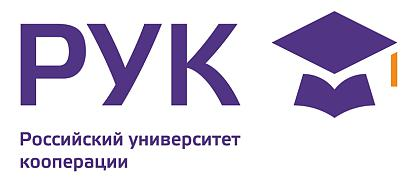 РУК
Российский университет
кооперации